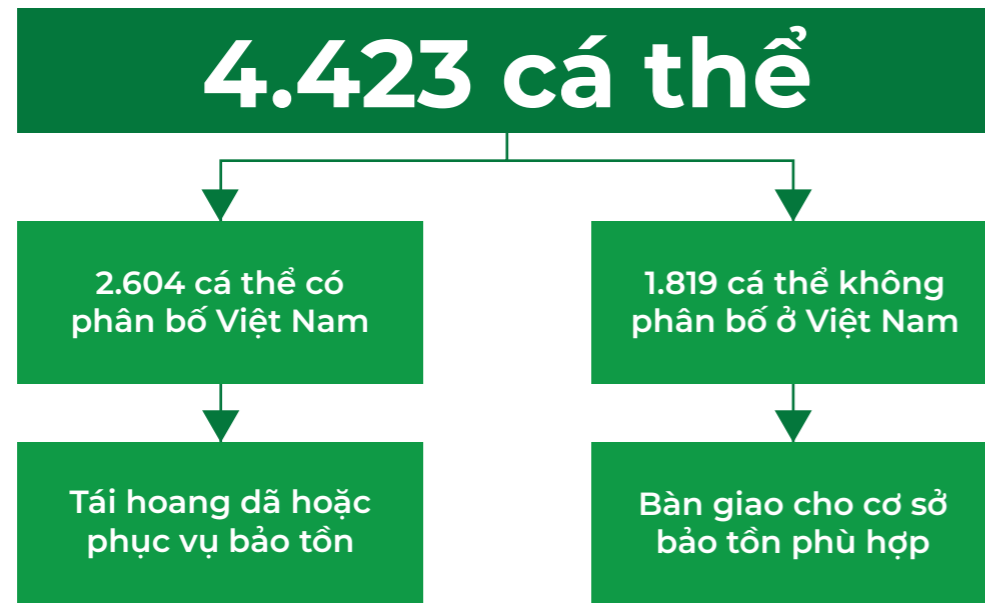 4.423 cá thể
2.604 cá thể có
phân bố Việt Nam
1.819 cá thể không
phân bố ở Việt Nam
Tái hoang dã hoặc
phục vụ bảo tồn
Bàn giao cho cơ sở
bảo tồn phù hợp